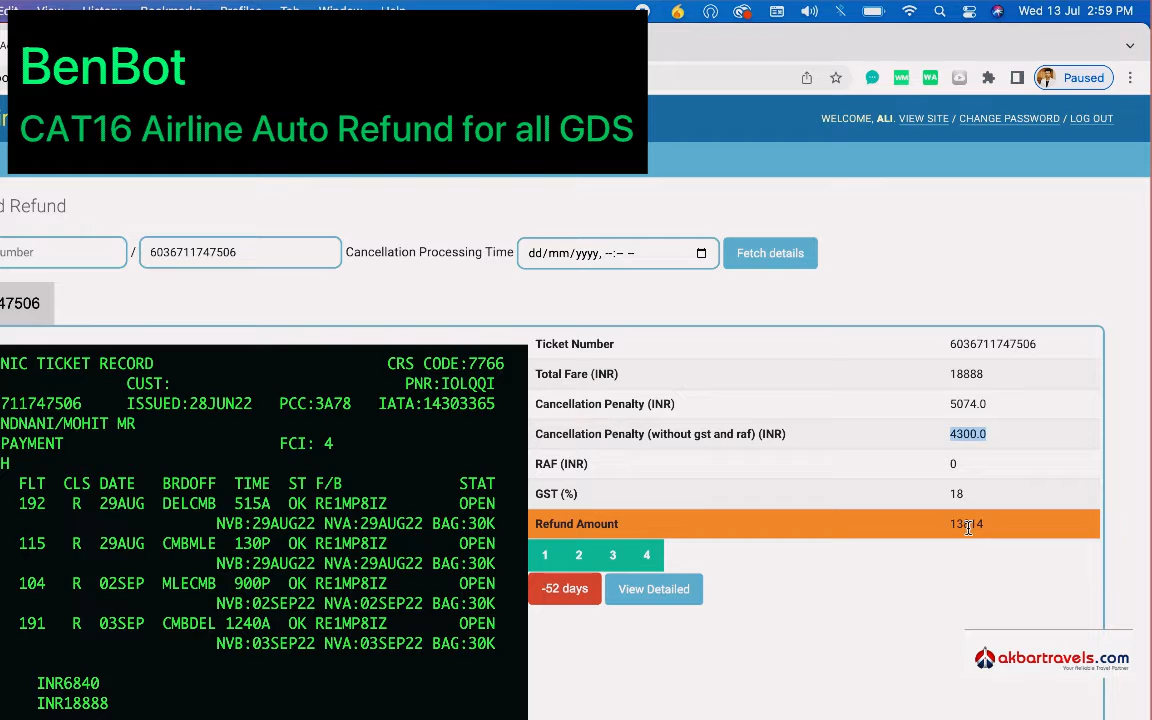 Wed 13 Jul 2:59 PM
BenBot
CAT16 Airline Auto Refund for all GDS
Paused
WELCOME, ALI. VIEW SITE / CHANGE PASSWORD / LOG OUT
d Refund
umber / 6036711747506 Cancellation Processing Time dd/mm/yyyy, --:-- -- Fetch details
47506
NIC TICKET RECORD CRS CODE:7766
CUST: PNR:IOLQQI
711747506 ISSUED:28JUN22 PCC:3A78 IATA:14303365
NDNANI/MOHIT MR
PAYMENT FCI: 4
H
FLT CLS DATE BRDOFF TIME ST F/B STAT
192 R 29AUG DELCMB 515A OK RE1MP8IZ OPEN
NVB:29AUG22 NVA:29AUG22 BAG:30K
115 R 29AUG CMBMLE 130P OK RE1MP8IZ OPEN
NVB:29AUG22 NVA:29AUG22 BAG:30K
104 R 02SEP MLECMB 900P OK RE1MP8IZ OPEN
NVB:02SEP22 NVA:02SEP22 BAG:30K
191 R 03SEP CMBDEL 1240A OK RE1MP8IZ OPEN
NVB:03SEP22 NVA:03SEP22 BAG:30K
INR6840
INR18888
Ticket Number 6036711747506
Total Fare (INR) 18888
Cancellation Penalty (INR) 5074.0
Cancellation Penalty (without gst and raf) (INR) 4300.0
RAF (INR) 0
GST (%) 18
Refund Amount
1 2 3 4
-52 days View Detailed
akbartravels.com
Your Reliable Travel Partner